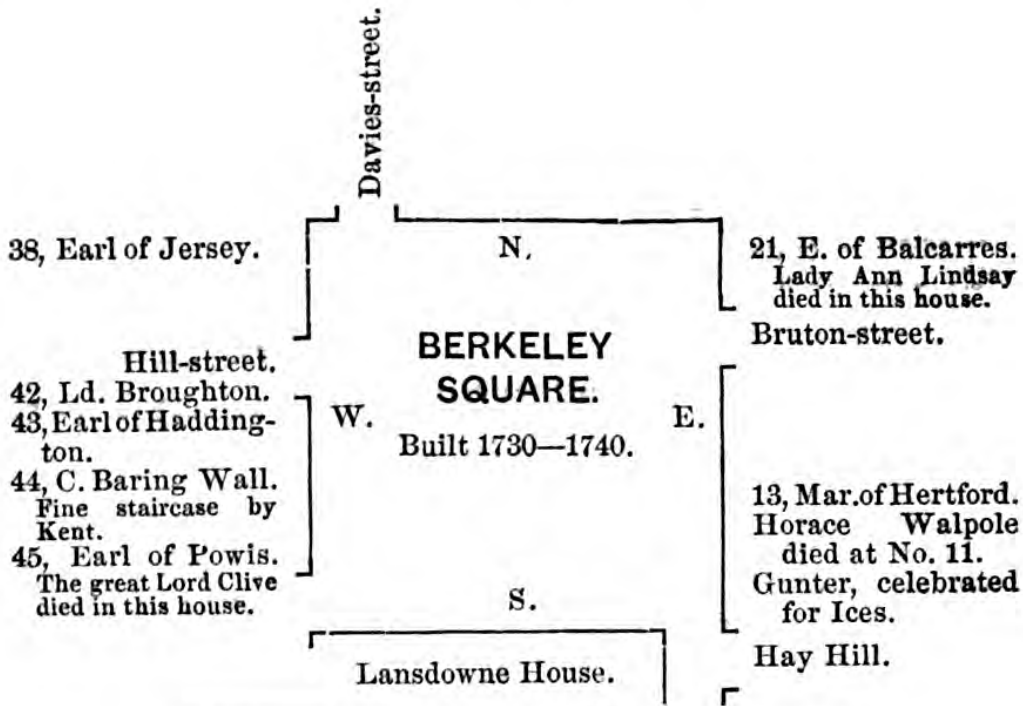 Davies-street.
38, Earl of Jersey.
Hill-street.
42, Ld. Broughton.
43, Earl of Hadding-
ton.
44, C. Baring Wall.
Fine staircase by
Kent.
45, Earl of Powis.
The great Lord Clive
died in this house.
N.
BERKELEY
SQUARE.
W.
E.
Built 1730—1740.
S.
Lansdowne House.
21, E. of Balcarres.
Lady Ann Lindsay
died in this house.
Bruton-street.
13, Mar. of Hertford.
Horace Walpole
died at No. 11.
Gunter, celebrated
for Ices.
Hay Hill.